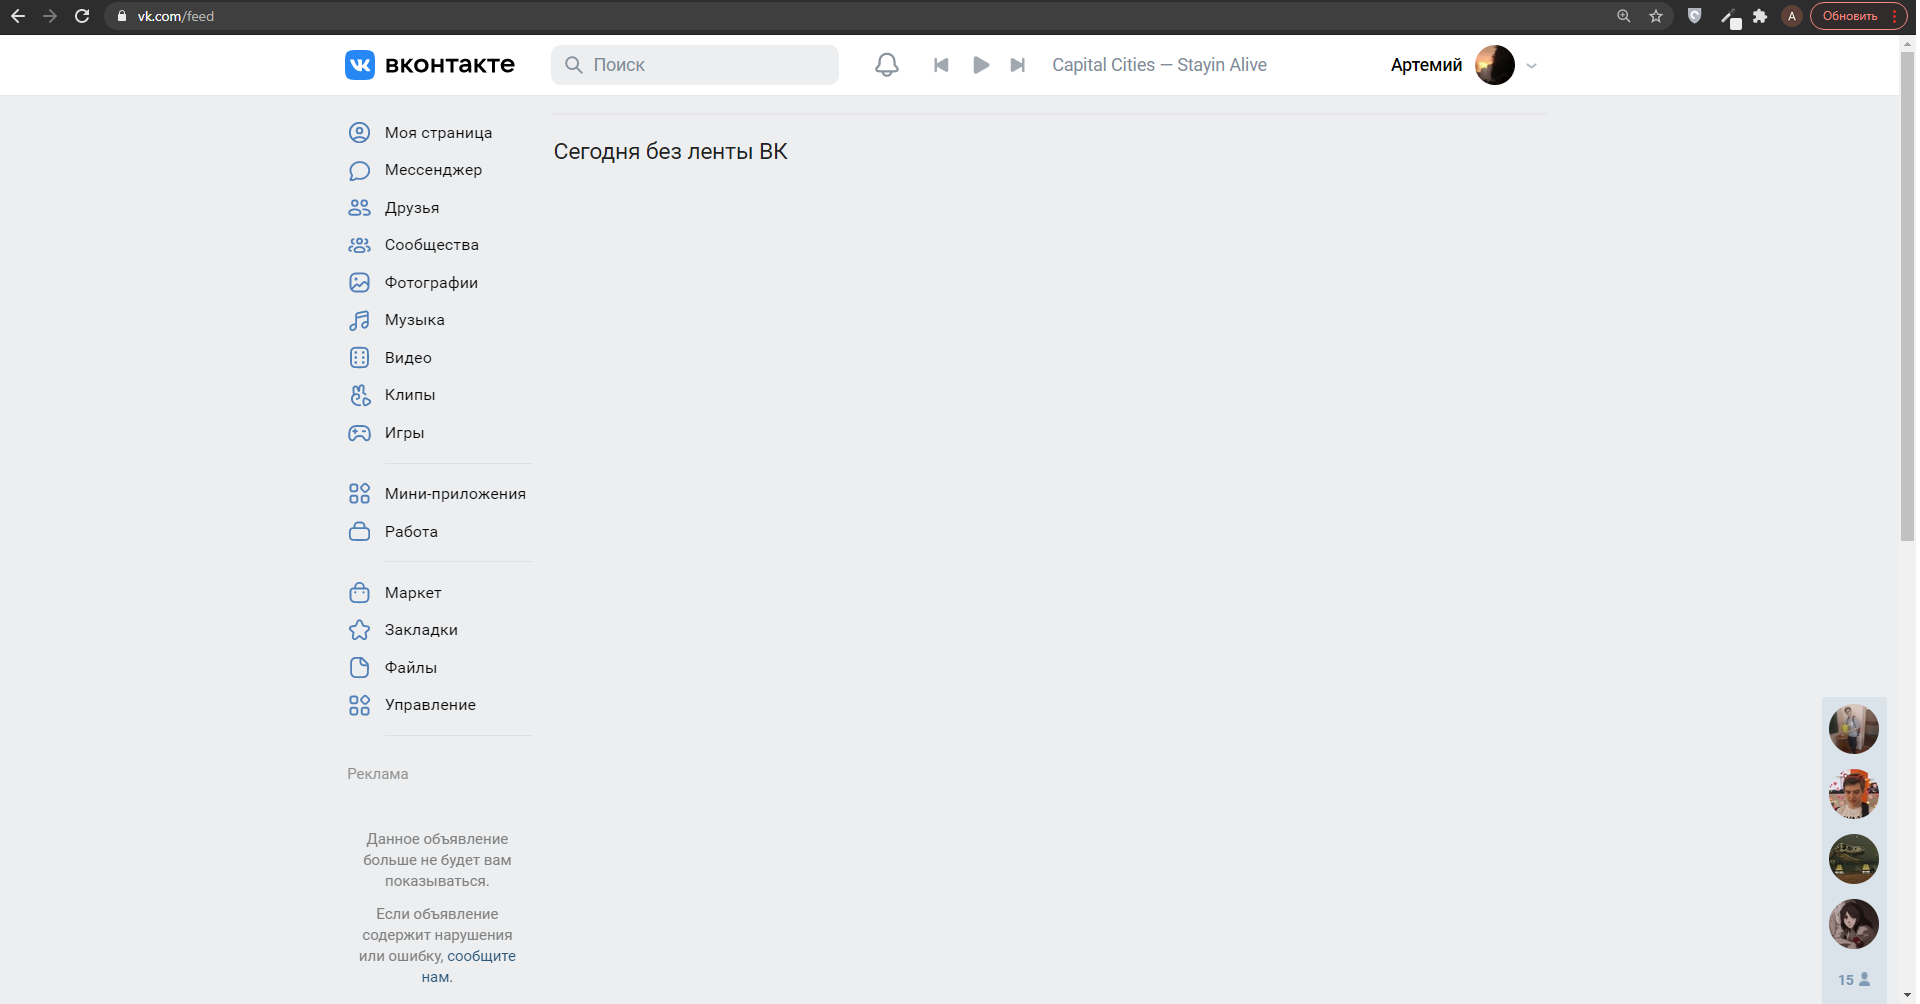 vk.com/feed
A
Обновить
вконтакте
Поиск
Capital Cities — Stayin Alive
Артемий
Моя страница
Мессенджер
Друзья
Сообщества
Фотографии
Музыка
Видео
Клипы
Игры
Мини-приложения
Работа
Маркет
Закладки
Файлы
Управление
Реклама
Данное объявление
больше не будет вам
показываться.
Если объявление
содержит нарушения
или ошибку, сообщите
нам.
Сегодня без ленты ВК
15